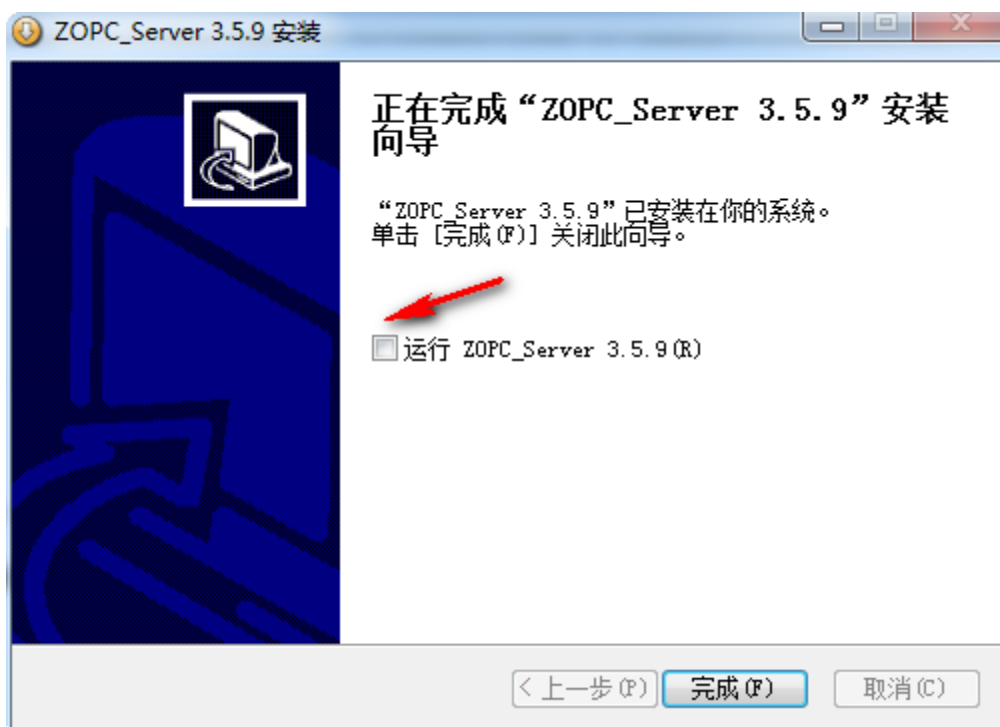 ZOPC_Server 3.5.9 安装
正在完成“ZOPC_Server 3.5.9”安装
向导
“ZOPC_Server 3.5.9”已安装在你的系统。
单击 [完成(F)] 关闭此向导。
运行 ZOPC_Server 3.5.9(R)
< 上一步(P)
完成(F)
取消(C)